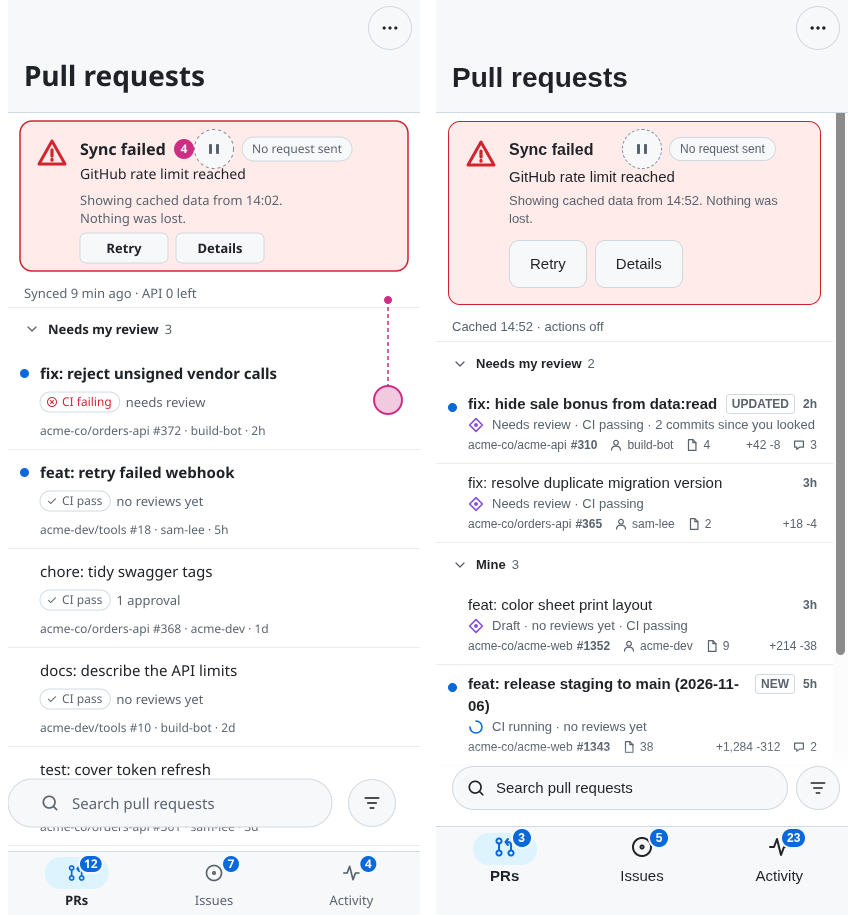 Pull requests
Sync failed 4 No request sent
GitHub rate limit reached
Showing cached data from 14:02.
Nothing was lost.
Retry Details
Synced 9 min ago · API 0 left
Needs my review 3
fix: reject unsigned vendor calls
CI failing needs review
acme-co/orders-api #372 · build-bot · 2h
feat: retry failed webhook
CI pass no reviews yet
acme-dev/tools #18 · sam-lee · 5h
chore: tidy swagger tags
CI pass 1 approval
acme-co/orders-api #368 · acme-dev · 1d
docs: describe the API limits
CI pass no reviews yet
acme-dev/tools #10 · build-bot · 2d
test: cover token refresh
Search pull requests
acme-co/orders-api #361 · sam-lee · 3d
12 7 4
PRs Issues Activity
Pull requests
Sync failed No request sent
GitHub rate limit reached
Showing cached data from 14:52. Nothing was
lost.
Retry Details
Cached 14:52 · actions off
Needs my review 2
fix: hide sale bonus from data:read UPDATED 2h
Needs review · CI passing · 2 commits since you looked
acme-co/acme-api #310 build-bot 4 +42 -8 3
fix: resolve duplicate migration version 3h
Needs review · CI passing
acme-co/orders-api #365 sam-lee 2 +18 -4
Mine 3
feat: color sheet print layout 3h
Draft · no reviews yet · CI passing
acme-co/acme-web #1352 acme-dev 9 +214 -38
feat: release staging to main (2026-11- NEW 5h
06)
CI running · no reviews yet
acme-co/acme-web #1343 38 +1,284 -312 2
Search pull requests
3 5 23
PRs Issues Activity